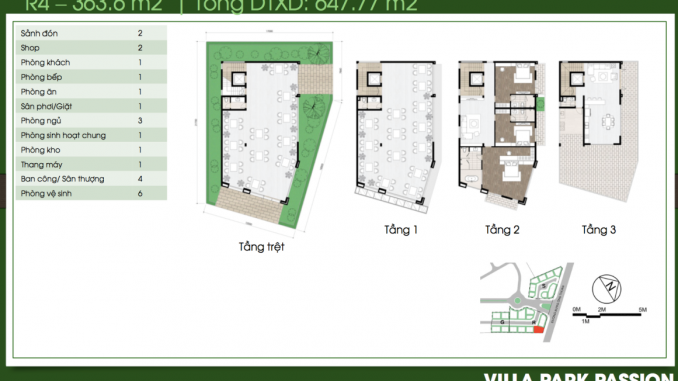 R4 – 363.6 m2 | Tổng DTXD: 647.77 m2
Sảnh đón 2
Shop 2
Phòng khách 1
Phòng bếp 1
Phòng ăn 1
Sân phơi/Giặt 1
Phòng ngủ 3
Phòng sinh hoạt chung 1
Phòng kho 1
Thang máy 1
Ban công/ Sân thượng 4
Phòng vệ sinh 6
Tầng trệt
Tầng 1
Tầng 2
Tầng 3
S
G
R
N
0M 2M 5M
1M
VILLA PARK PASSION